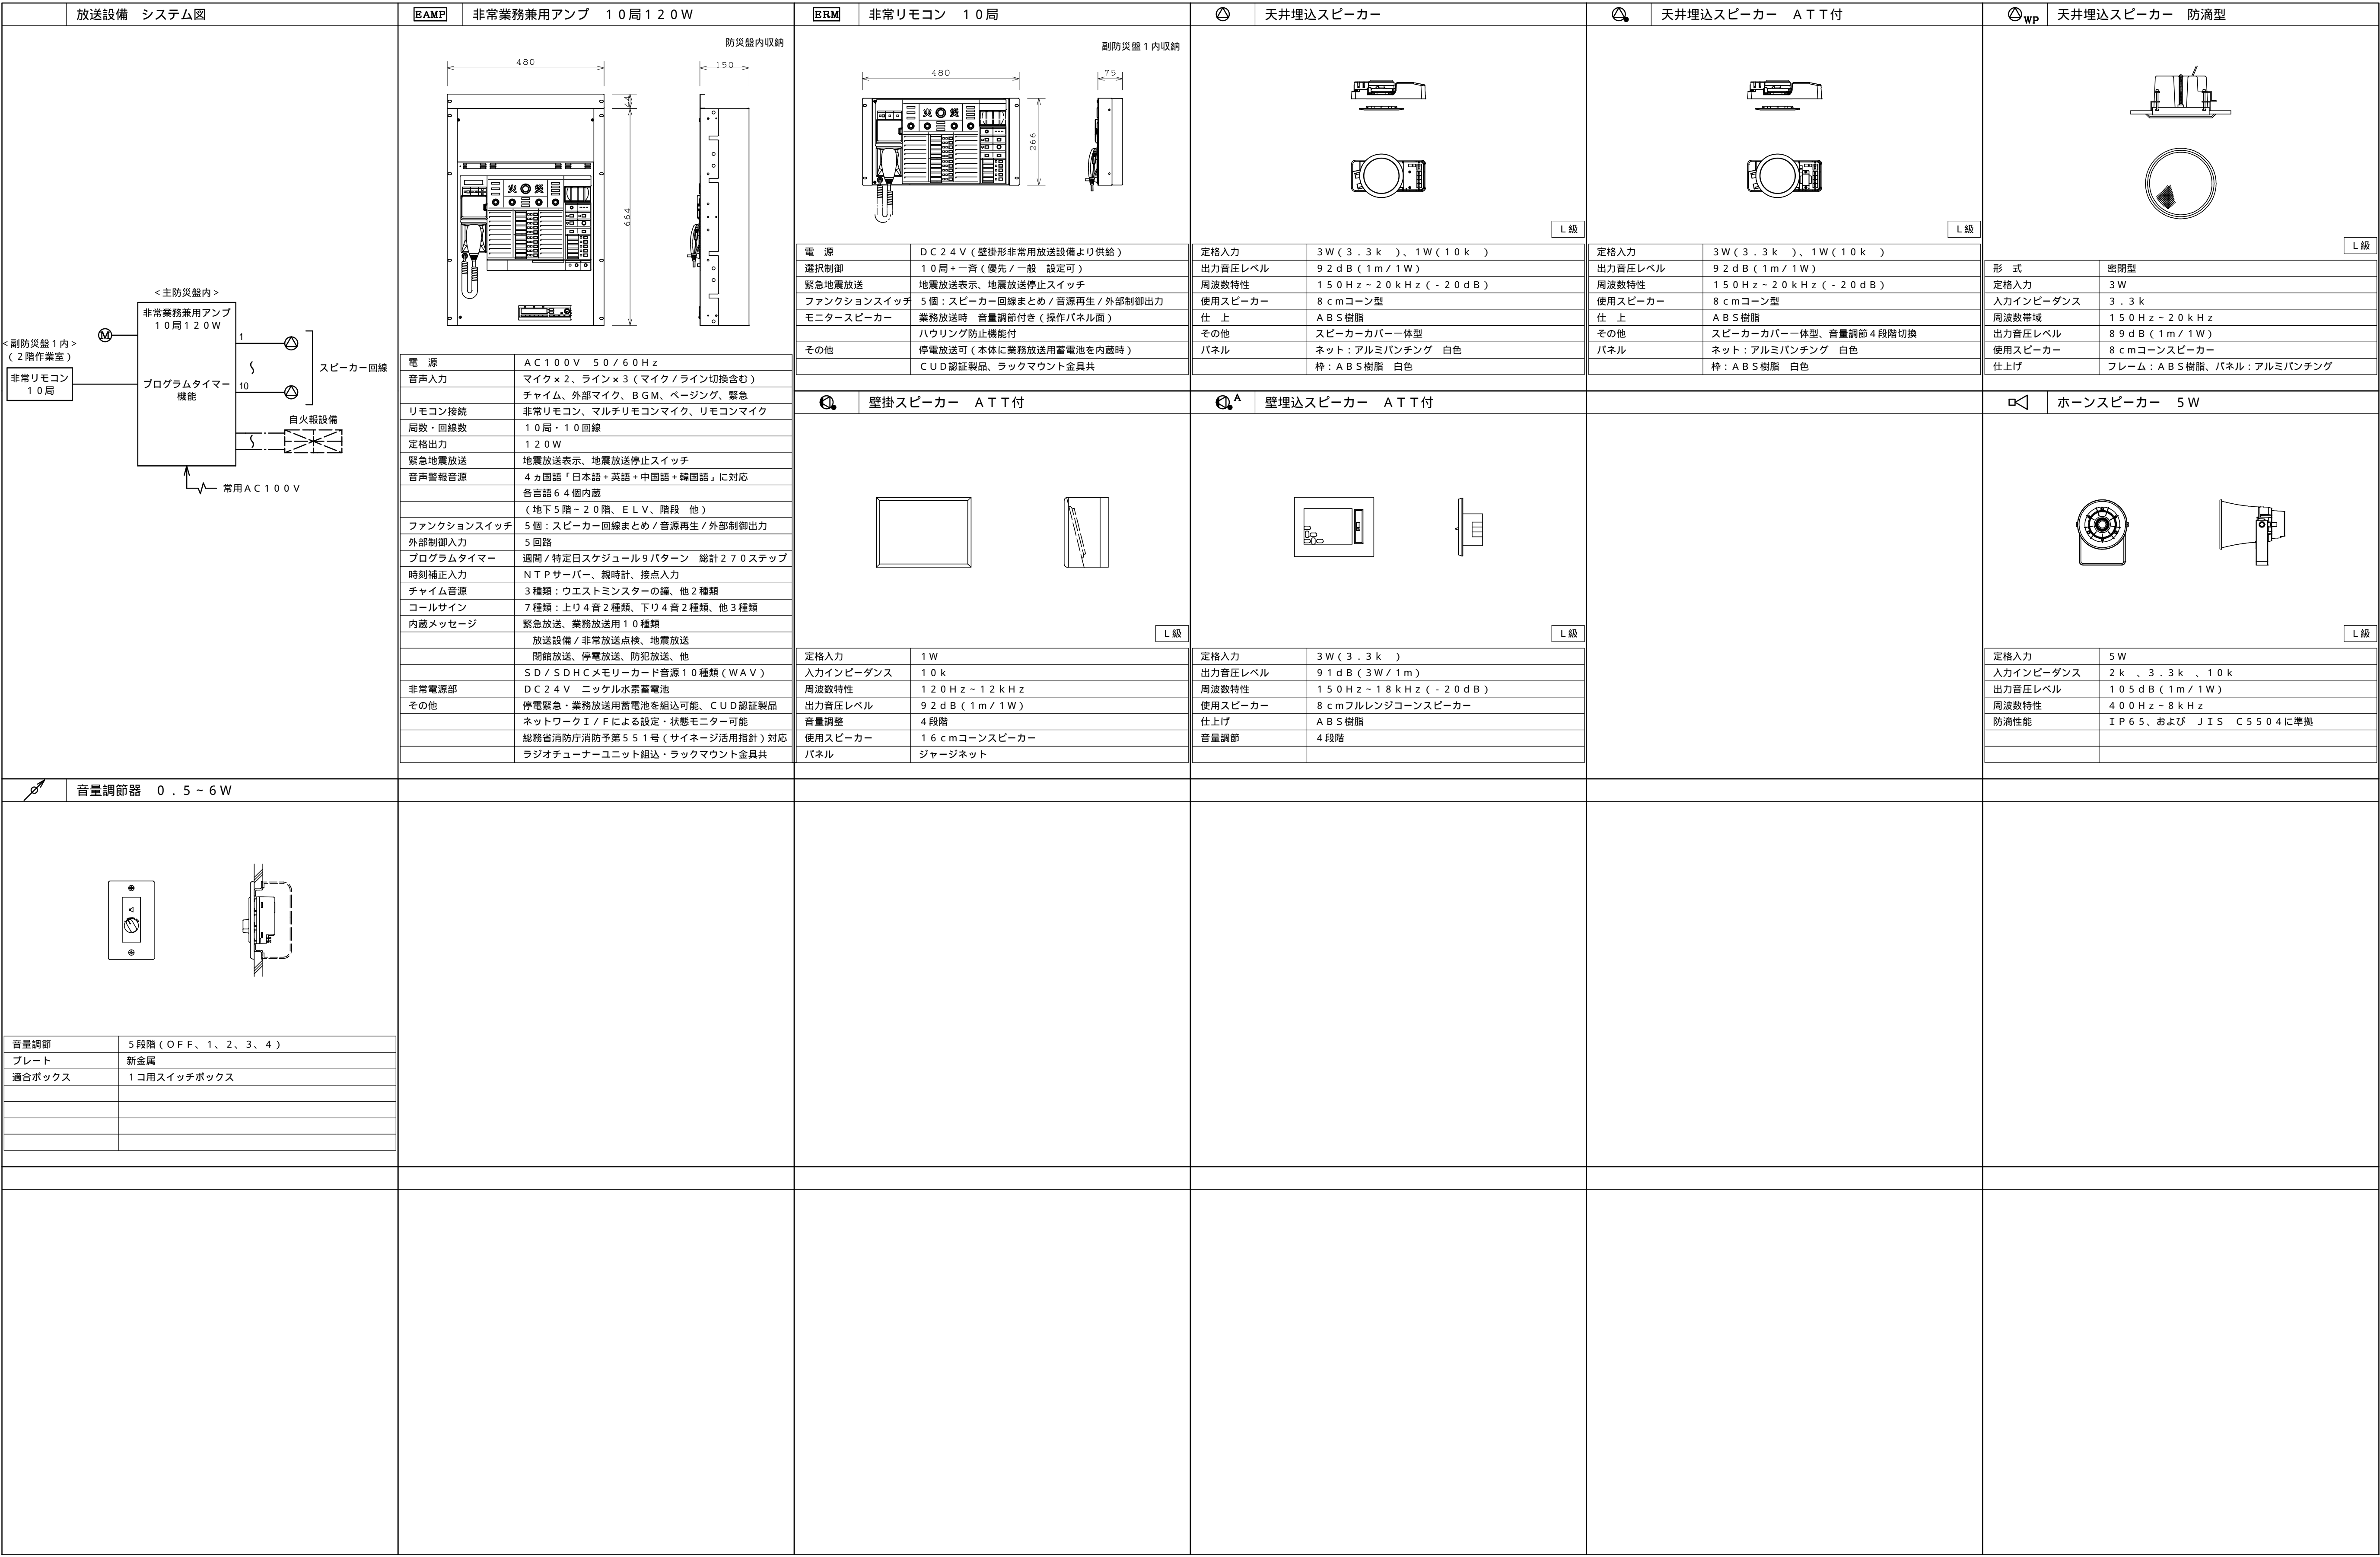 放送設備　システム図
＜主防災盤内＞
非常業務兼用アンプ
１０局１２０Ｗ
M
1
＜副防災盤１内＞
（２階作業室）
スピーカー回線
非常リモコン
１０局
プログラムタイマー
機能
10
自火報設備
常用ＡＣ１００Ｖ
EAMP　非常業務兼用アンプ　１０局１２０Ｗ
防災盤内収納
480
150
44
664
電　源　ＡＣ１００Ｖ　５０／６０Ｈｚ
音声入力　マイク×２、ライン×３（マイク／ライン切換含む）
チャイム、外部マイク、ＢＧＭ、ページング、緊急
リモコン接続　非常リモコン、マルチリモコンマイク、リモコンマイク
局数・回線数　１０局・１０回線
定格出力　１２０Ｗ
緊急地震放送　地震放送表示、地震放送停止スイッチ
音声警報音源　４ヵ国語「日本語＋英語＋中国語＋韓国語」に対応
各言語６４個内蔵
（地下５階～２０階、ＥＬＶ、階段　他）
ファンクションスイッチ　５個：スピーカー回線まとめ／音源再生／外部制御出力
外部制御入力　５回路
プログラムタイマー　週間／特定日スケジュール９パターン　総計２７０ステップ
時刻補正入力　ＮＴＰサーバー、親時計、接点入力
チャイム音源　３種類：ウエストミンスターの鐘、他２種類
コールサイン　７種類：上り４音２種類、下り４音２種類、他３種類
内蔵メッセージ　緊急放送、業務放送用１０種類
放送設備／非常放送点検、地震放送
閉館放送、停電放送、防犯放送、他
ＳＤ／ＳＤＨＣメモリーカード音源１０種類（ＷＡＶ）
非常電源部　ＤＣ２４Ｖ　ニッケル水素蓄電池
その他　停電緊急・業務放送用蓄電池を組込可能、ＣＵＤ認証製品
ネットワークＩ／Ｆによる設定・状態モニター可能
総務省消防庁消防予第５５１号（サイネージ活用指針）対応
ラジオチューナーユニット組込・ラックマウント金具共
ERM　非常リモコン　１０局
副防災盤１内収納
480
75
266
電　源　ＤＣ２４Ｖ（壁掛形非常用放送設備より供給）
選択制御　１０局＋一斉（優先／一般　設定可）
緊急地震放送　地震放送表示、地震放送停止スイッチ
ファンクションスイッチ　５個：スピーカー回線まとめ／音源再生／外部制御出力
モニタースピーカー　業務放送時　音量調節付き（操作パネル面）
ハウリング防止機能付
その他　停電放送可（本体に業務放送用蓄電池を内蔵時）
ＣＵＤ認証製品、ラックマウント金具共
天井埋込スピーカー
Ｌ級
定格入力　３Ｗ（３．３ｋ　）、１Ｗ（１０ｋ　）
出力音圧レベル　９２ｄＢ（１ｍ／１Ｗ）
周波数特性　１５０Ｈｚ～２０ｋＨｚ（－２０ｄＢ）
使用スピーカー　８ｃｍコーン型
仕　上　ＡＢＳ樹脂
その他　スピーカーカバー一体型
パネル　ネット：アルミパンチング　白色
枠：ＡＢＳ樹脂　白色
天井埋込スピーカー　ＡＴＴ付
Ｌ級
定格入力　３Ｗ（３．３ｋ　）、１Ｗ（１０ｋ　）
出力音圧レベル　９２ｄＢ（１ｍ／１Ｗ）
周波数特性　１５０Ｈｚ～２０ｋＨｚ（－２０ｄＢ）
使用スピーカー　８ｃｍコーン型
仕　上　ＡＢＳ樹脂
その他　スピーカーカバー一体型、音量調節４段階切換
パネル　ネット：アルミパンチング　白色
枠：ＡＢＳ樹脂　白色
WP　天井埋込スピーカー　防滴型
Ｌ級
形　式　密閉型
定格入力　３Ｗ
入力インピーダンス　３．３ｋ
周波数帯域　１５０Ｈｚ～２０ｋＨｚ
出力音圧レベル　８９ｄＢ（１ｍ／１Ｗ）
使用スピーカー　８ｃｍコーンスピーカー
仕上げ　フレーム：ＡＢＳ樹脂、パネル：アルミパンチング
壁掛スピーカー　ＡＴＴ付
Ｌ級
定格入力　１Ｗ
入力インピーダンス　１０ｋ
周波数特性　１２０Ｈｚ～１２ｋＨｚ
出力音圧レベル　９２ｄＢ（１ｍ／１Ｗ）
音量調整　４段階
使用スピーカー　１６ｃｍコーンスピーカー
パネル　ジャージネット
A　壁埋込スピーカー　ＡＴＴ付
Ｌ級
定格入力　３Ｗ（３．３ｋ　）
出力音圧レベル　９１ｄＢ（３Ｗ／１ｍ）
周波数特性　１５０Ｈｚ～１８ｋＨｚ（－２０ｄＢ）
使用スピーカー　８ｃｍフルレンジコーンスピーカー
仕上げ　ＡＢＳ樹脂
音量調節　４段階
ホーンスピーカー　５Ｗ
Ｌ級
定格入力　５Ｗ
入力インピーダンス　２ｋ　、３．３ｋ　、１０ｋ
出力音圧レベル　１０５ｄＢ（１ｍ／１Ｗ）
周波数特性　４００Ｈｚ～８ｋＨｚ
防滴性能　ＩＰ６５、および　ＪＩＳ　Ｃ５５０４に準拠
音量調節器　０．５～６Ｗ
音量調節　５段階（ＯＦＦ、１、２、３、４）
プレート　新金属
適合ボックス　１コ用スイッチボックス